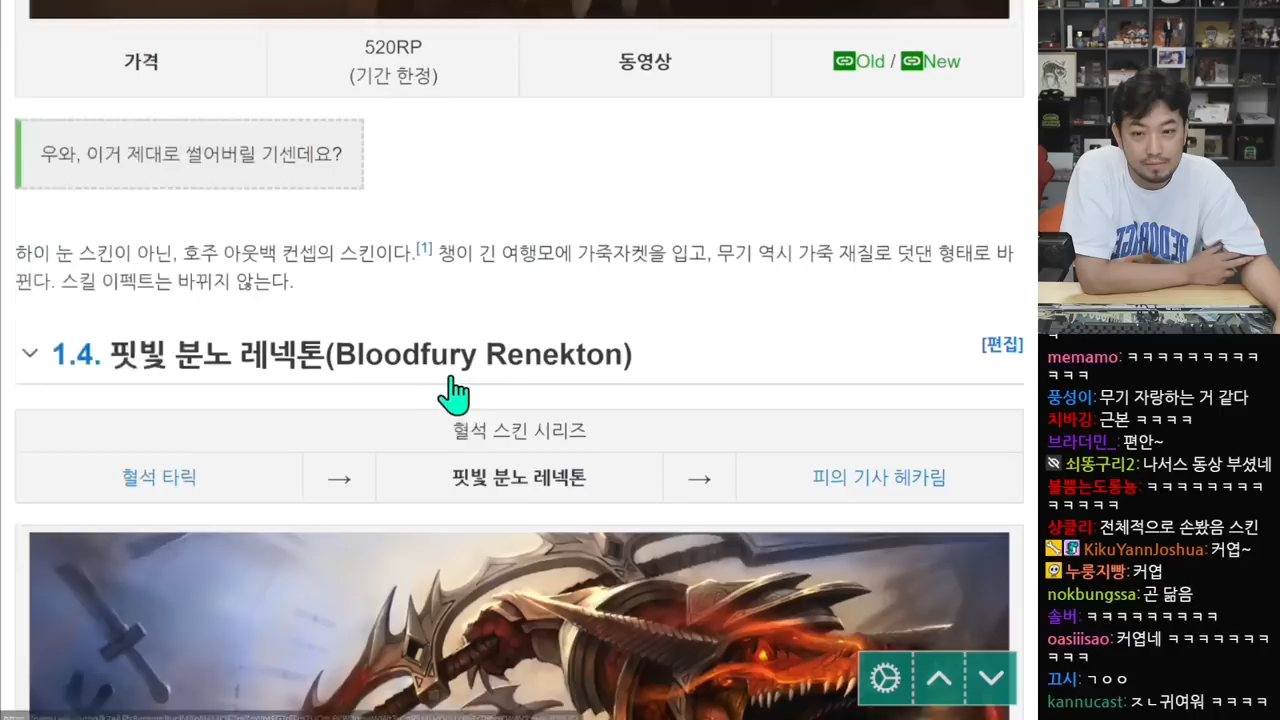 가격
520RP
(기간 한정)
동영상
Old / New
우와, 이거 제대로 썰어버릴 기센데요?
하이 눈 스킨이 아닌, 호주 아웃백 컨셉의 스킨이다.[1] 챙이 긴 여행모에 가죽자켓을 입고, 무기 역시 가죽 재질로 덧댄 형태로 바
뀐다. 스킬 이펙트는 바뀌지 않는다.
1.4. 핏빛 분노 레넥톤(Bloodfury Renekton)
[편집]
혈석 스킨 시리즈
혈석 타릭 → 핏빛 분노 레넥톤 → 피의 기사 헤카림
memamo: ㅋㅋㅋㅋㅋㅋㅋㅋㅋ
ㅋㅋㅋ
풍성이: 무기 자랑하는 거 같다
치바깅: 근본 ㅋㅋㅋㅋ
브라더민_: 편안~
쇠똥구리2: 나서스 동상 부셨네
불뿜는도롱뇽: ㅋㅋㅋㅋㅋㅋㅋㅋ
ㅋㅋㅋㅋㅋ
샹클리: 전체적으로 손봤음 스킨
KikuYannJoshua: 커엽~
누룽지빵: 커엽
nokbungssa: 곤 닮음
솔버: ㅋㅋㅋㅋㅋㅋㅋㅋㅋ
oasiiisao: 커엽네 ㅋㅋㅋㅋㅋㅋㅋ
ㅋㅋㅋ
끄시: ㄱㅇㅇ
kannucast: ㅈㄴ귀여워 ㅋㅋㅋㅋ